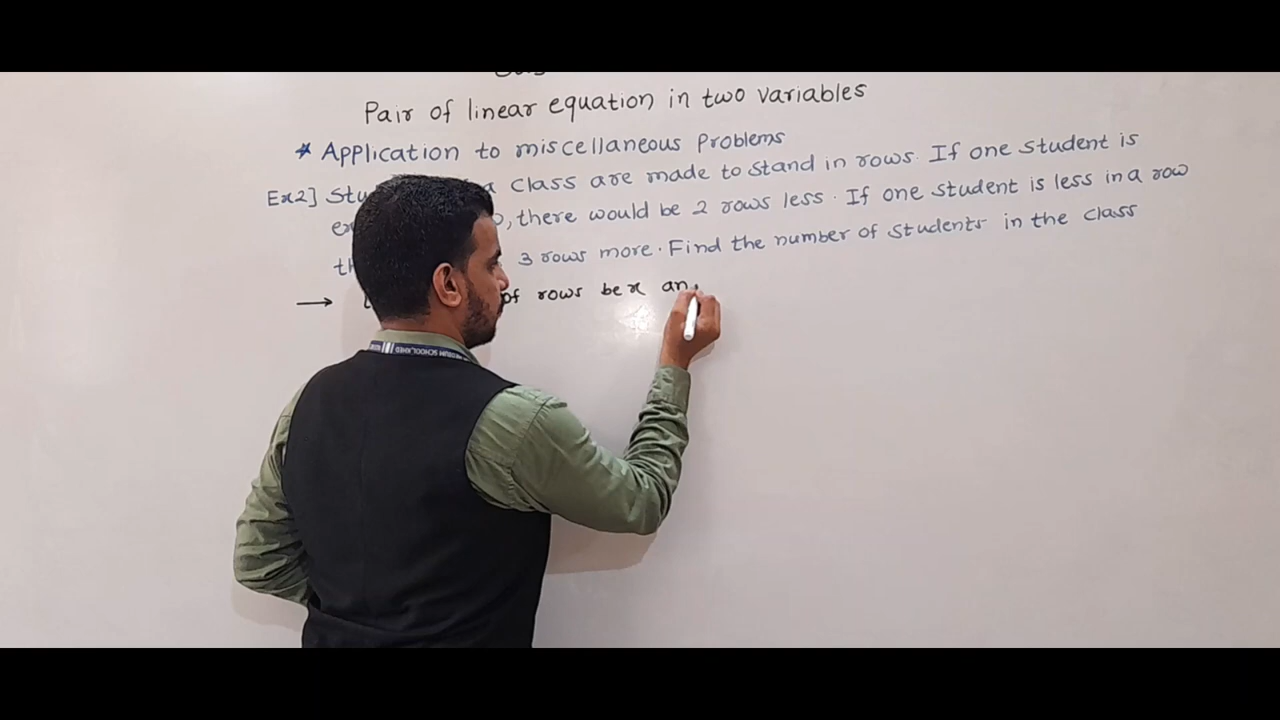 Pair of linear equation in two variables
* Application to miscellaneous Problems
Ex2] Stu a Class are made to Stand in rows. If one Student is
ex , there would be 2 rows less. If one student is less in a row
th 3 rows more. Find the number of Students in the class
→ of rows be x an